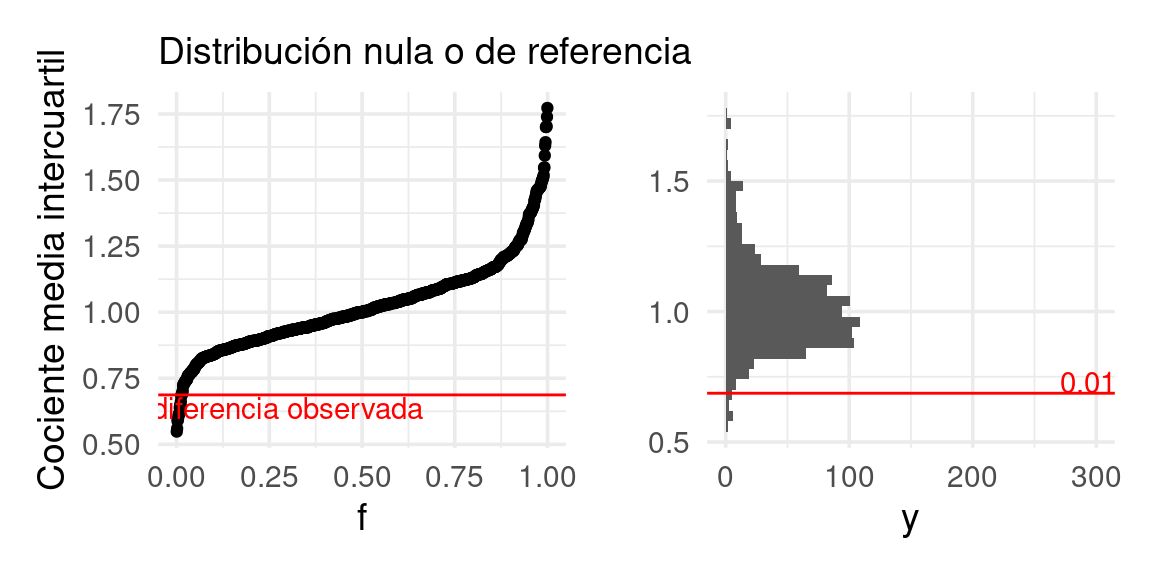 Distribución nula o de referencia
Cociente media intercuartil
1.75
1.50
1.25
1.00
0.75
0.50
diferencia observada
0.00 0.25 0.50 0.75 1.00
f
1.5
1.0
0.5
0.01
0 100 200 300
y